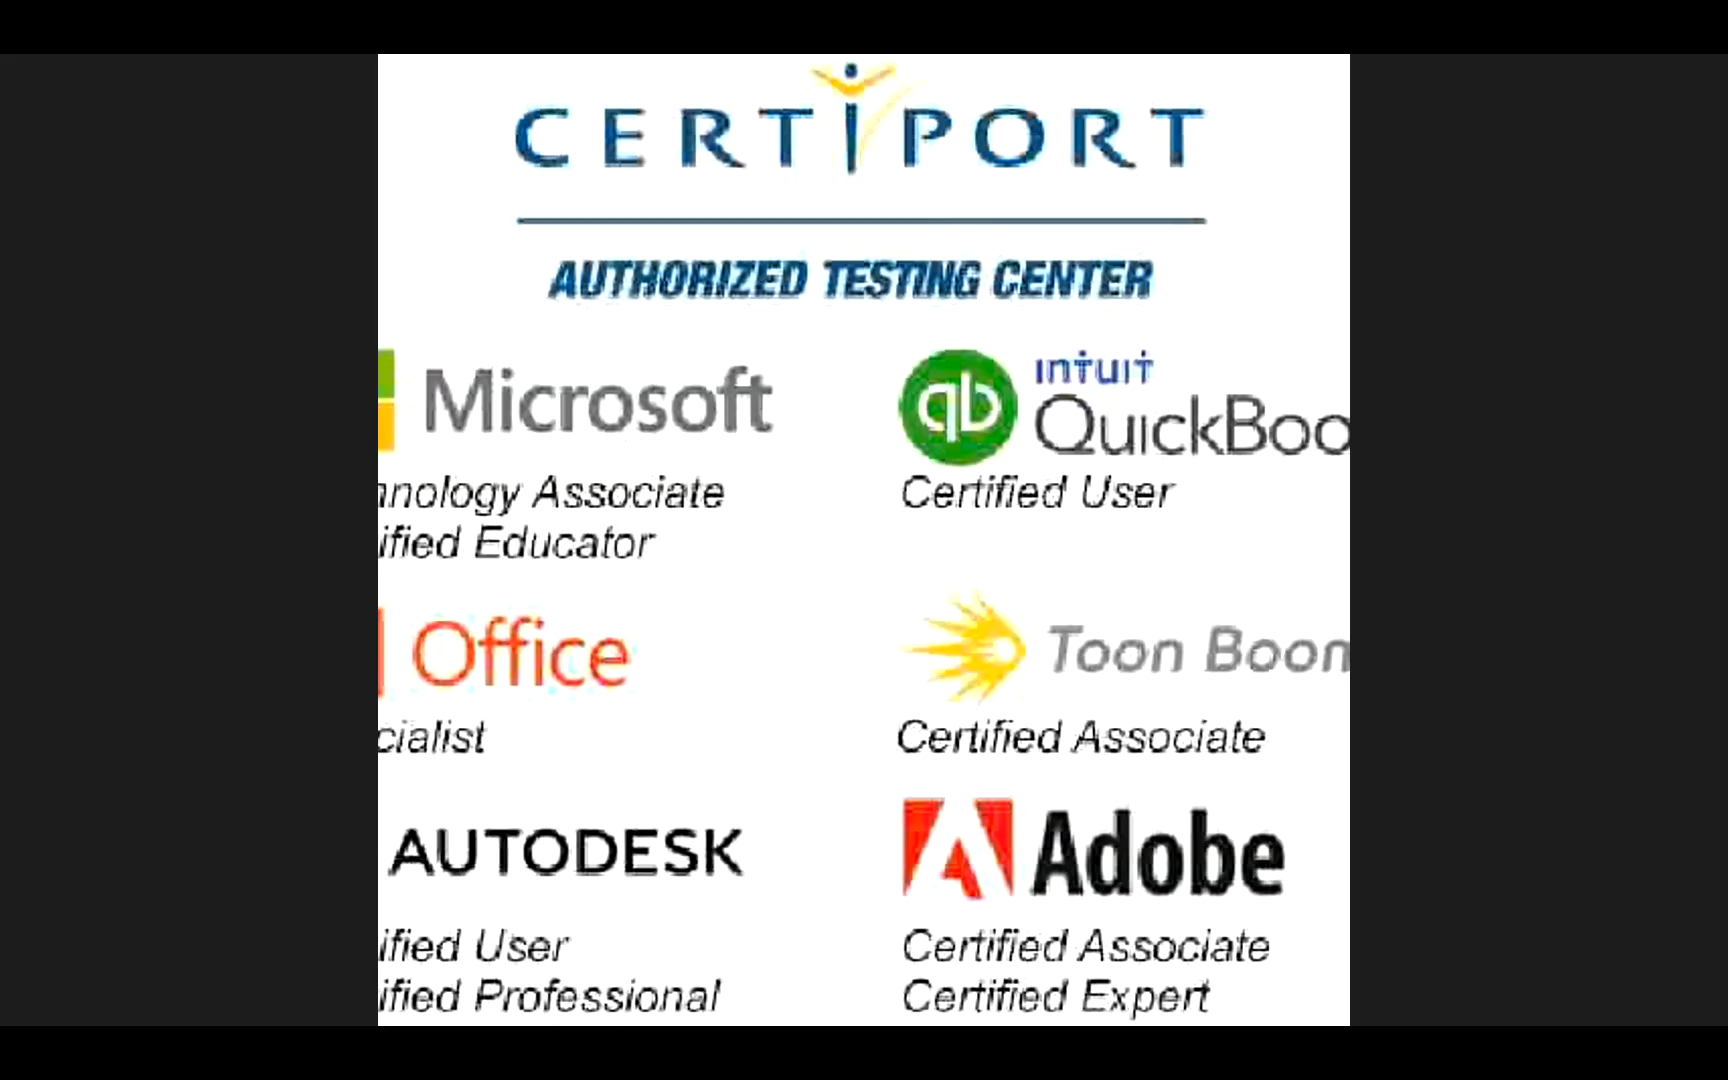 CERTIPORT
AUTHORIZED TESTING CENTER
Microsoft
nnology Associate
ified Educator
intuit
QuickBoo
Certified User
Office
cialist
Toon Boon
Certified Associate
AUTODESK
ified User
ified Professional
Adobe
Certified Associate
Certified Expert